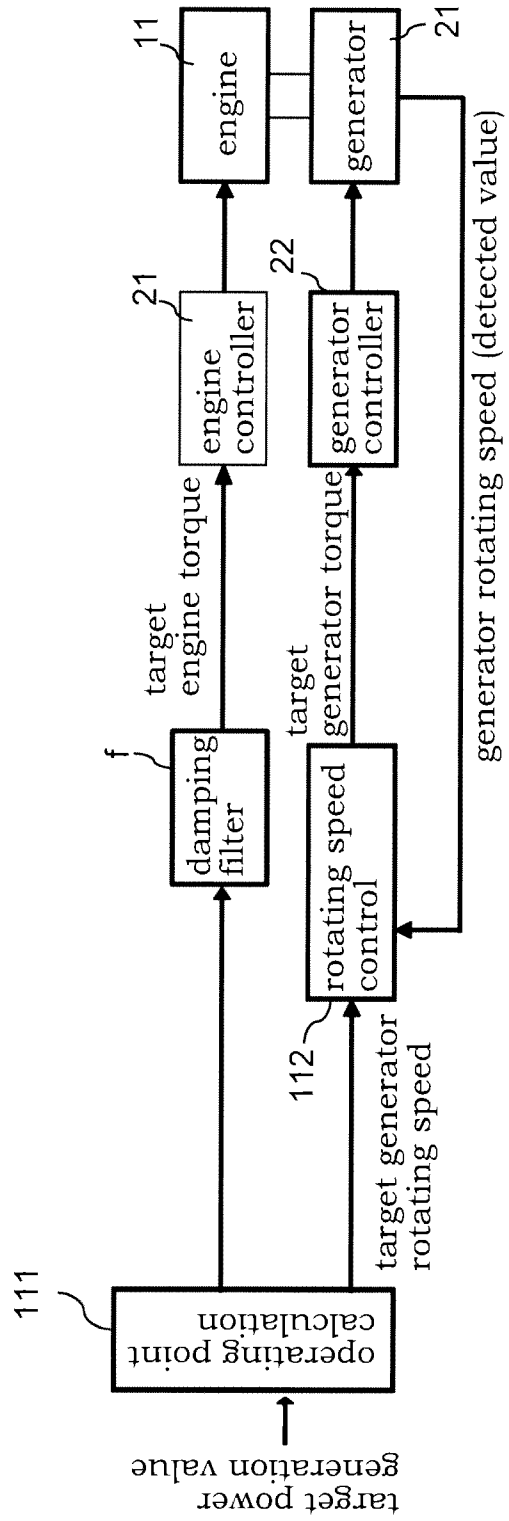 target power
generation value
111
operating point
calculation
f
damping
filter
target
engine torque
21
engine
controller
11
engine
target generator
rotating speed
112
rotating speed
control
target
generator torque
22
generator
controller
generator
21
generator rotating speed (detected value)